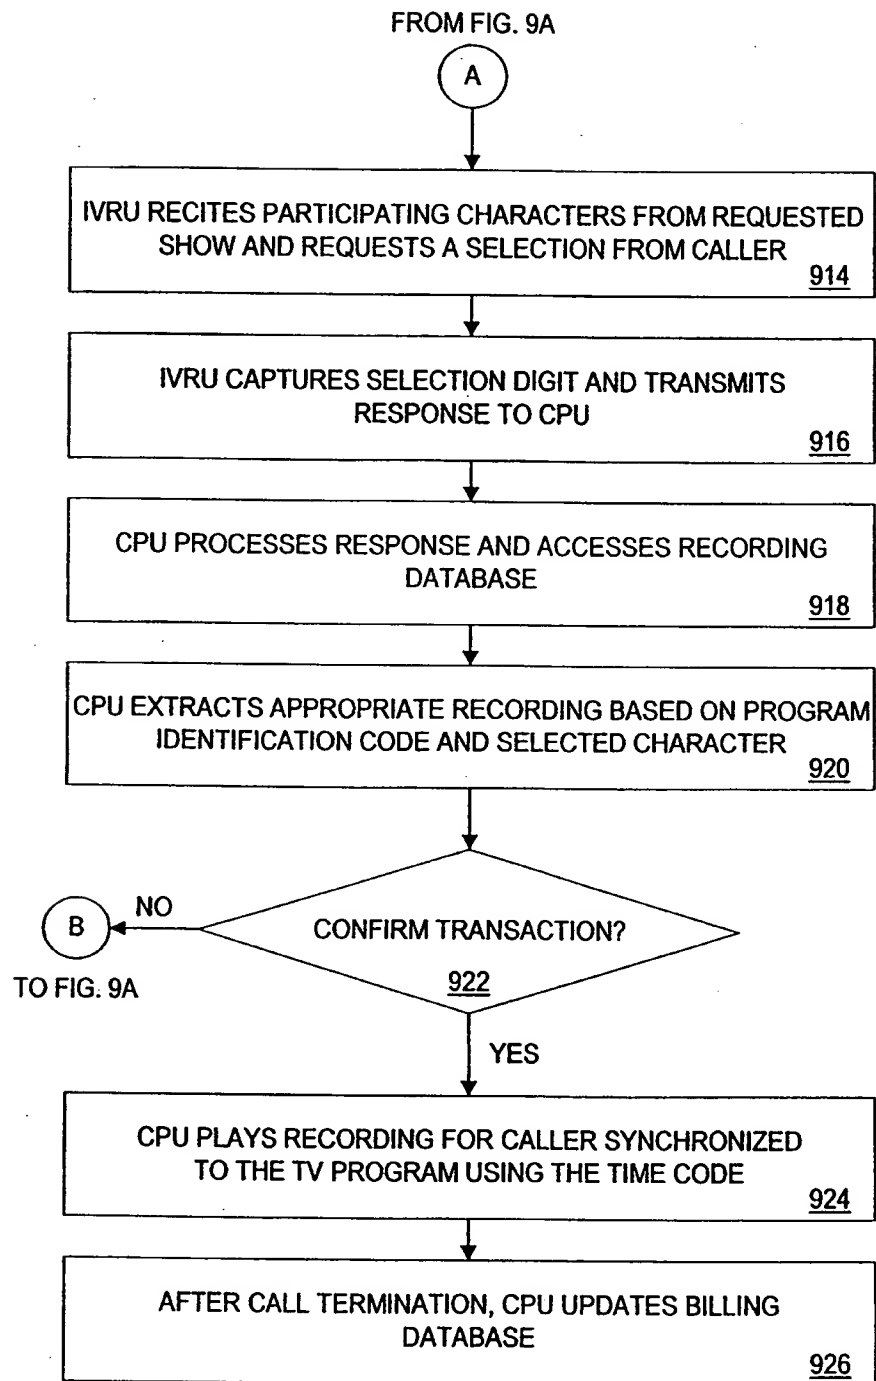 FROM FIG. 9A
A
IVRU RECITES PARTICIPATING CHARACTERS FROM REQUESTED
SHOW AND REQUESTS A SELECTION FROM CALLER
914
IVRU CAPTURES SELECTION DIGIT AND TRANSMITS
RESPONSE TO CPU
916
CPU PROCESSES RESPONSE AND ACCESSES RECORDING
DATABASE
918
CPU EXTRACTS APPROPRIATE RECORDING BASED ON PROGRAM
IDENTIFICATION CODE AND SELECTED CHARACTER
920
B
NO
CONFIRM TRANSACTION?
922
TO FIG. 9A
YES
CPU PLAYS RECORDING FOR CALLER SYNCHRONIZED
TO THE TV PROGRAM USING THE TIME CODE
924
AFTER CALL TERMINATION, CPU UPDATES BILLING
DATABASE
926